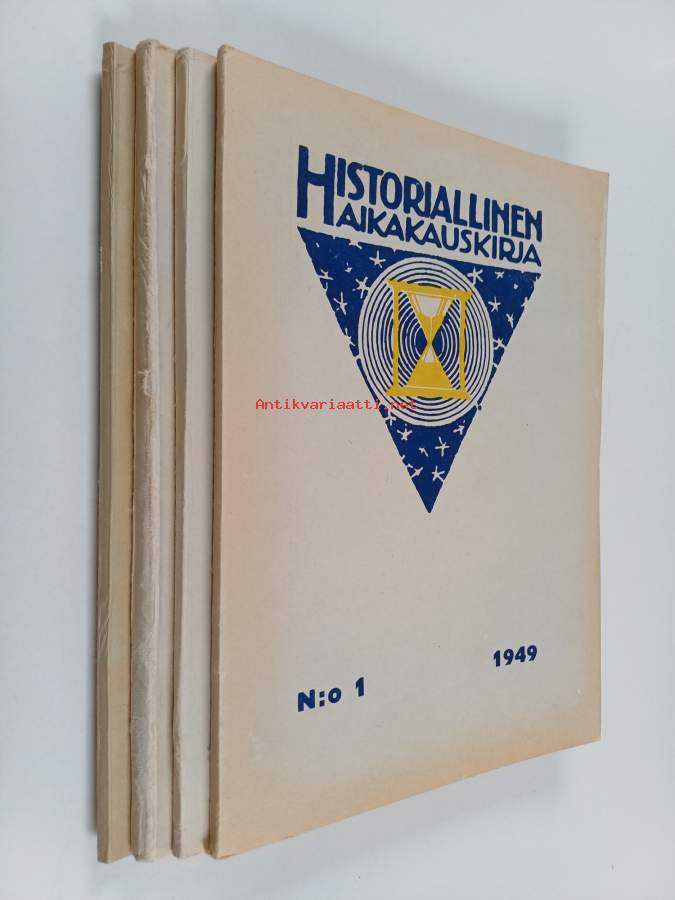 HISTORIALLINEN
AIKAKAUSKIRJA
Antikvariaatti.net
N:o 1
1949